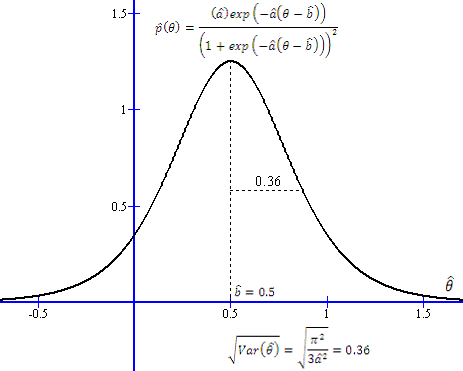 1.5
p̂(θ) = (â)exp(−â(θ − b̂)) / (1 + exp(−â(θ − b̂)))²
1
0.36
0.5
b̂ = 0.5
θ̂
-0.5 0.5 1 1.5
√Var(θ̂) = √(π² / 3â²) = 0.36